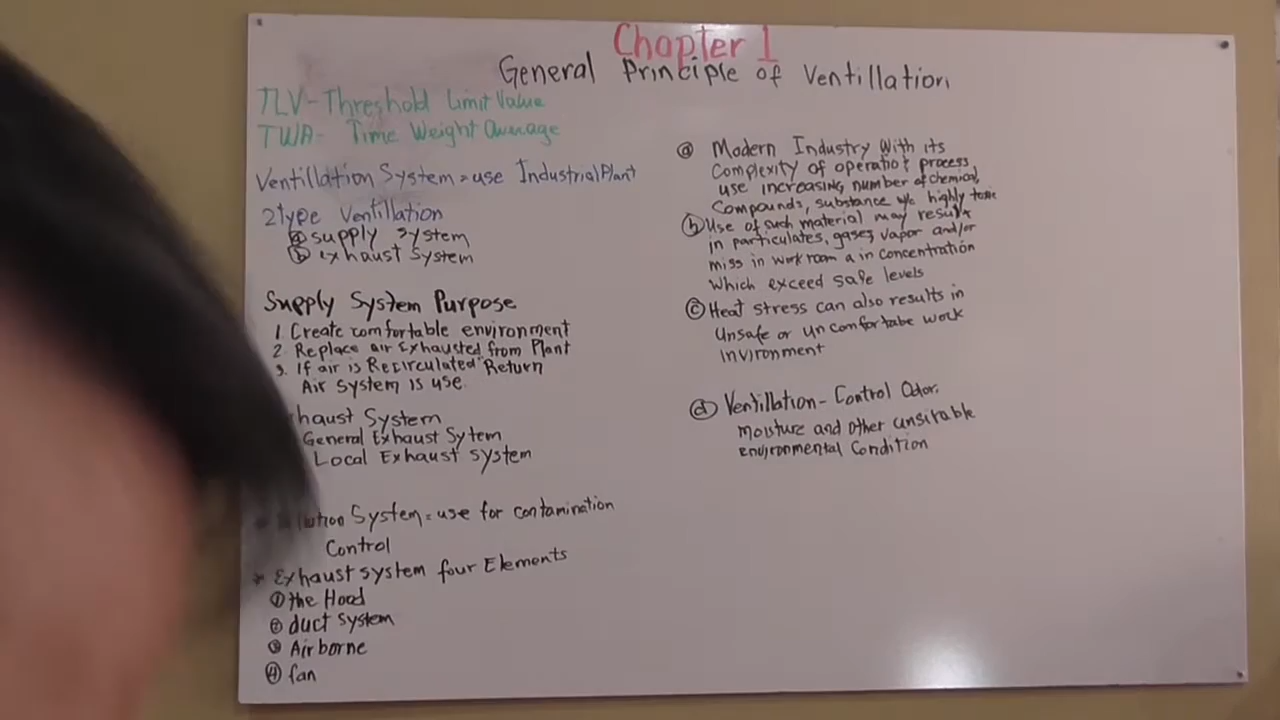 Chapter 1
General Principle of Ventillation
TLV-Threshold Limit Value
TWA- Time Weight Average
Ventillation System = use Industrial Plant
2 type Ventillation
ⓐ supply system
ⓑ exhaust System
Supply System Purpose
1. Create comfortable environment
2. Replace air Exhausted from Plant
3. If air is Recirculated "Return
Air System is use
haust System
General Exhaust Sytem
Local Exhaust system
lution System = use for contamination
Control
* Exhaust system four Elements
① the Hood
② duct System
③ Airborne
④ fan
ⓐ Modern Industry With its
Complexity of operatiot process
use increasing number of chemical
Compounds, substance w/c highly toxic
ⓑ Use of such material may result
in particulates, gases, vapor and/or
miss in work room a in concentration
Which exceed safe levels
ⓒ Heat stress can also results in
Unsafe or uncomfortabe work
Invironment
ⓓ Ventillation - Control Odor,
moisture and other unsirable
environmental Condition